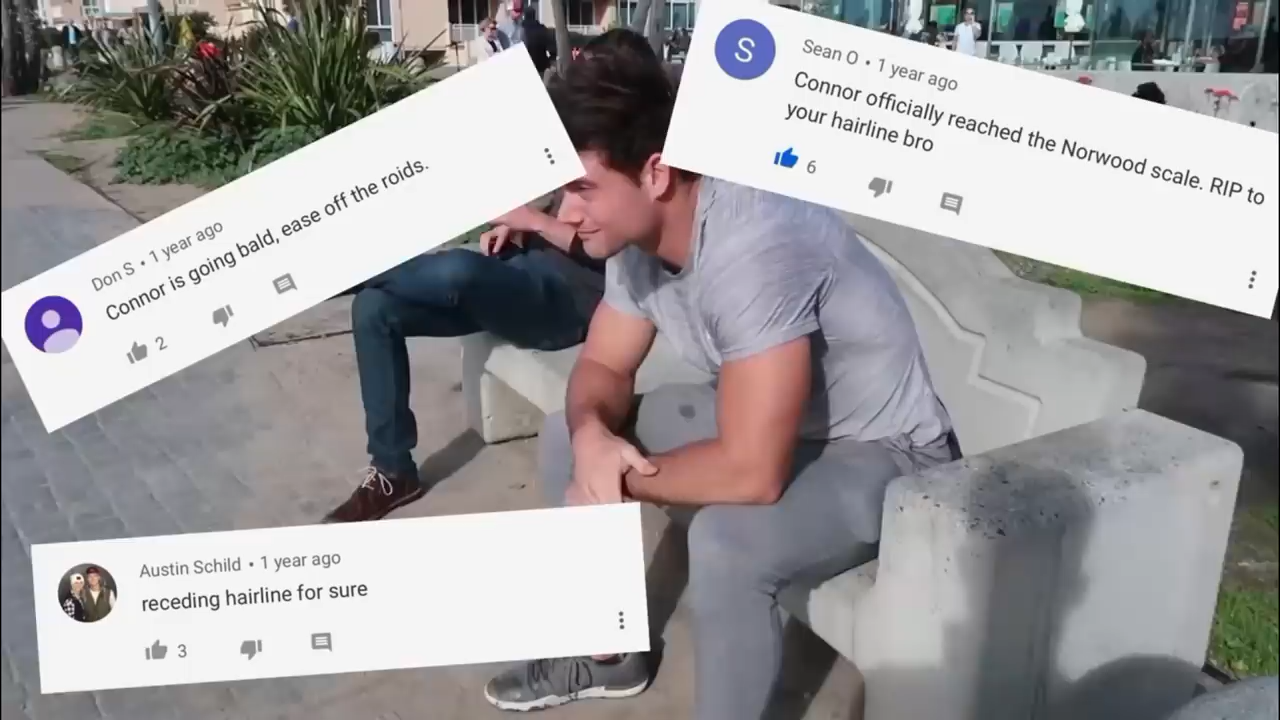 Don S • 1 year ago
Connor is going bald, ease off the roids.
2
S
Sean O • 1 year ago
Connor officially reached the Norwood scale. RIP to
your hairline bro
6
Austin Schild • 1 year ago
receding hairline for sure
3